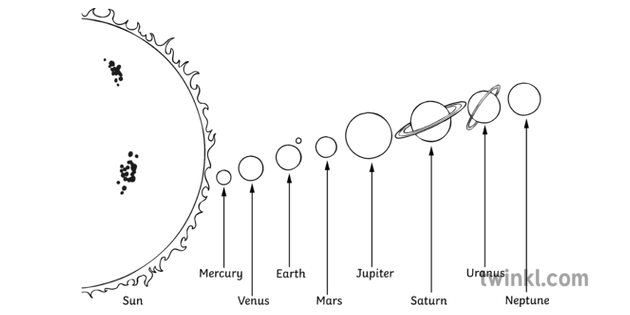 Mercury Earth Jupiter Uranus
twinkl.com
Sun Venus Mars Saturn Neptune